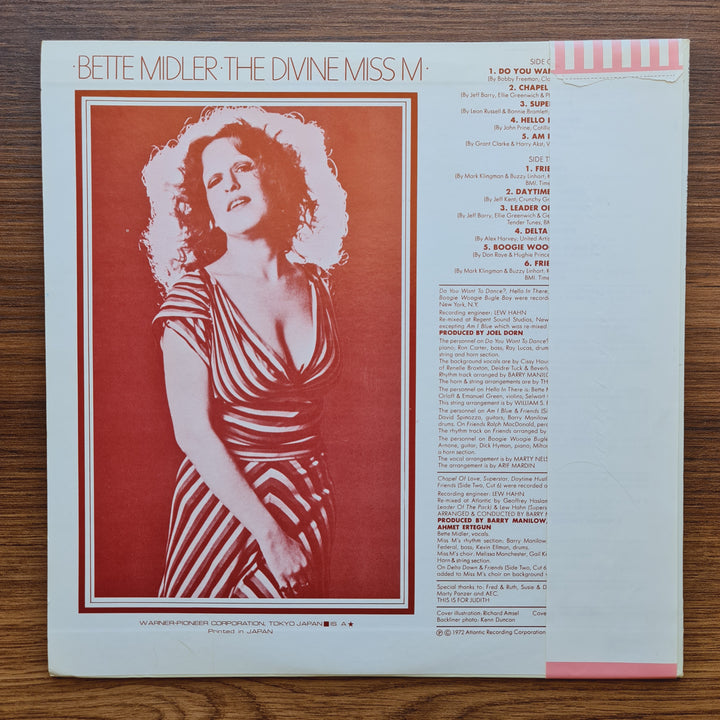 ·BETTE MIDLER·THE DIVINE MISS M·
SIDE
1. DO YOU WA
(By Bobby Freeman,
2. CHAPEL
(By Jeff Barry, Ellie Greenwich &
3. SUPE
(By Leon Russell & Bonnie Bramlett,
4. HELLO
(By John Prine, Cotill
5. AM
(By Grant Clarke & Harry Akst,
SIDE
1. FRIE
(By Mark Klingman & Buzzy Linhart,
BMI, Time
2. DAYTIME
(By Jeff Kent, Crunchy
3. LEADER O
(By Jeff Barry, Ellie Greenwich &
Tender Tunes,
4. DELTA
(By Alex Harvey, United Arti
5. BOOGIE WOO
(By Don Raye & Hughie Prince,
6. FRIE
(By Mark Klingman & Buzzy Linhart,
BMI, Tim
Do You Want To Dance?, Hello In There,
Boogie Woogie Bugle Boy were record
New York, N.Y.
Recording engineer: LEW HAHN
Re-mixed at Regent Sound Studios, New
excepting Am I Blue which was re-mixed
PRODUCED BY JOEL DORN
The personnel on Do You Want To Dance?
piano, Ron Carter, bass, Ray Lucas, drum
string and horn section.
The background vocals are by Cissy Hous
of Renelle Broxton, Deidre Tuck & Beverly
Rhythm track arranged by BARRY MANILO
The horn & string arrangements are by TH
The personnel on Hello In There is: Bette
Orloff & Emanuel Green, violins, Selwart
This string arrangement is by WILLIAM S.
The personnel on Am I Blue & Friends (Si
David Spinozza, guitars, Barry Manilow
drums. On Friends Ralph MacDonald, perc
The rhythm track on Friends arranged by
The personnel on Boogie Woogie Bugle
Arnone, guitar; Dick Hyman, piano, Milton
a horn section.
The vocal arrangement is by MARTY NELS
The arrangement is by ARIF MARDIN
Chapel Of Love, Superstar, Daytime Hustl
Friends (Side Two, Cut 6) were recorded
Recording engineer: LEW HAHN
Re-mixed at Atlantic by Geoffrey Haslam
Leader Of The Pack) & Lew Hahn (Supers
ARRANGED & CONDUCTED BY BARRY
PRODUCED BY BARRY MANILOW,
AHMET ERTEGUN
Bette Midler, vocals.
Miss M's rhythm section: Barry Manilow
Federal, bass, Kevin Ellman, drums.
Miss M's choir: Melissa Manchester, Gail
Horn & string section.
On Delta Dawn & Friends (Side Two, Cut 6)
added to Miss M's choir on background
Special thanks to: Fred & Ruth, Susie &
Marty Panzer and AEC.
THIS IS FOR JUDITH
Cover illustration: Richard Amsel Cove
Backliner photo: Kenn Duncan
WARNER-PIONEER CORPORATION, TOKYO JAPAN ■ IS A★
Printed in JAPAN
Ⓟ © 1972 Atlantic Recording Corporation